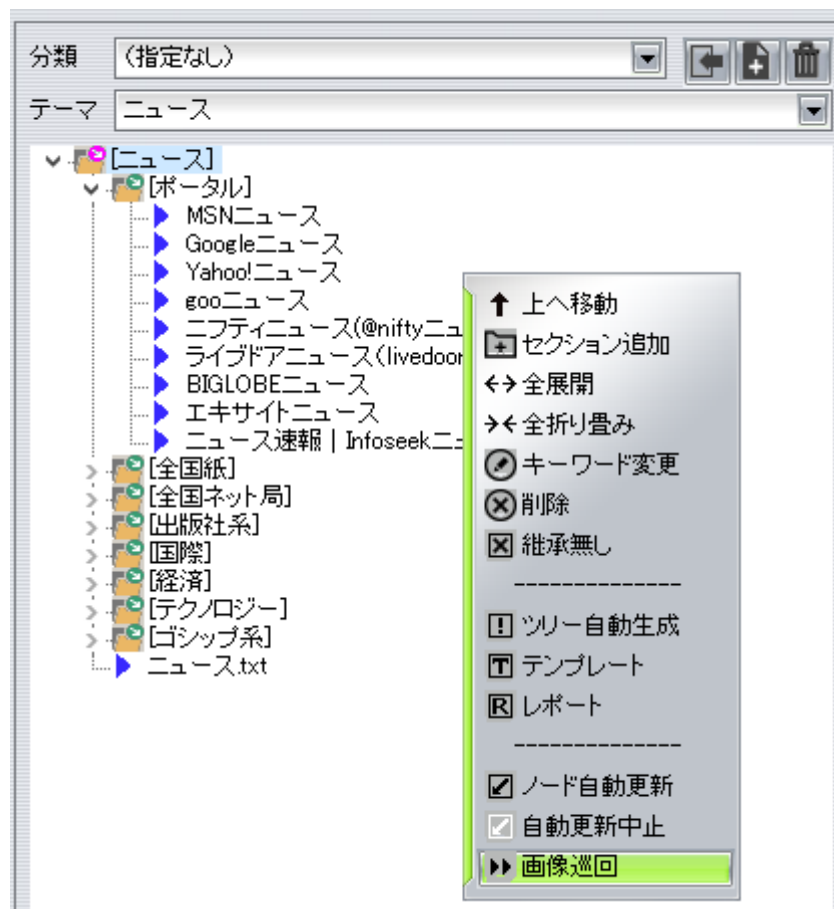 分類
(指定なし)
テーマ
ニュース
[ニュース]
[ポータル]
MSNニュース
Googleニュース
Yahoo!ニュース
gooニュース
ニフティニュース(@niftyニュ
ライブドアニュース(livedoor
BIGLOBEニュース
エキサイトニュース
ニュース速報 | Infoseekニュ
[全国紙]
[全国ネット局]
[出版社系]
[国際]
[経済]
[テクノロジー]
[ゴシップ系]
ニュース.txt
上へ移動
セクション追加
全展開
全折り畳み
キーワード変更
削除
継承無し
--------------
ツリー自動生成
テンプレート
レポート
--------------
ノード自動更新
自動更新中止
画像巡回